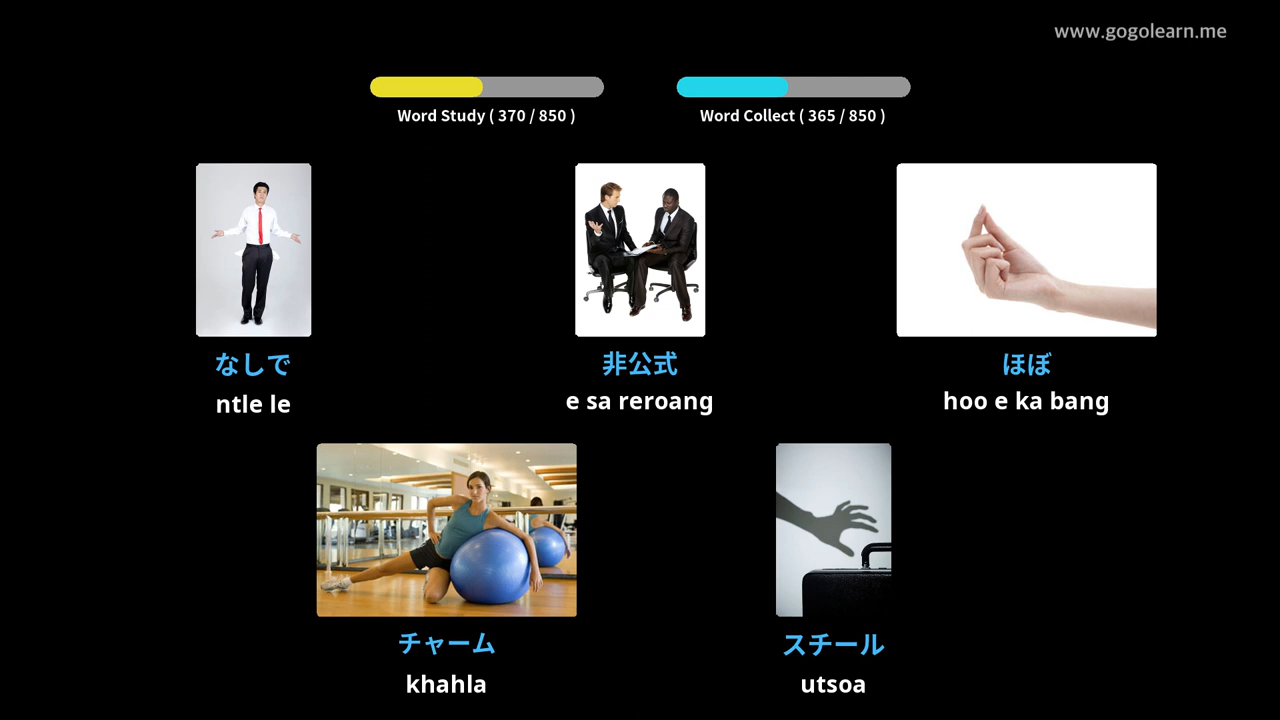 www.gogolearn.me
Word Study ( 370 / 850 )
Word Collect ( 365 / 850 )
なしで
ntle le
非公式
e sa reroang
ほぼ
hoo e ka bang
チャーム
khahla
スチール
utsoa